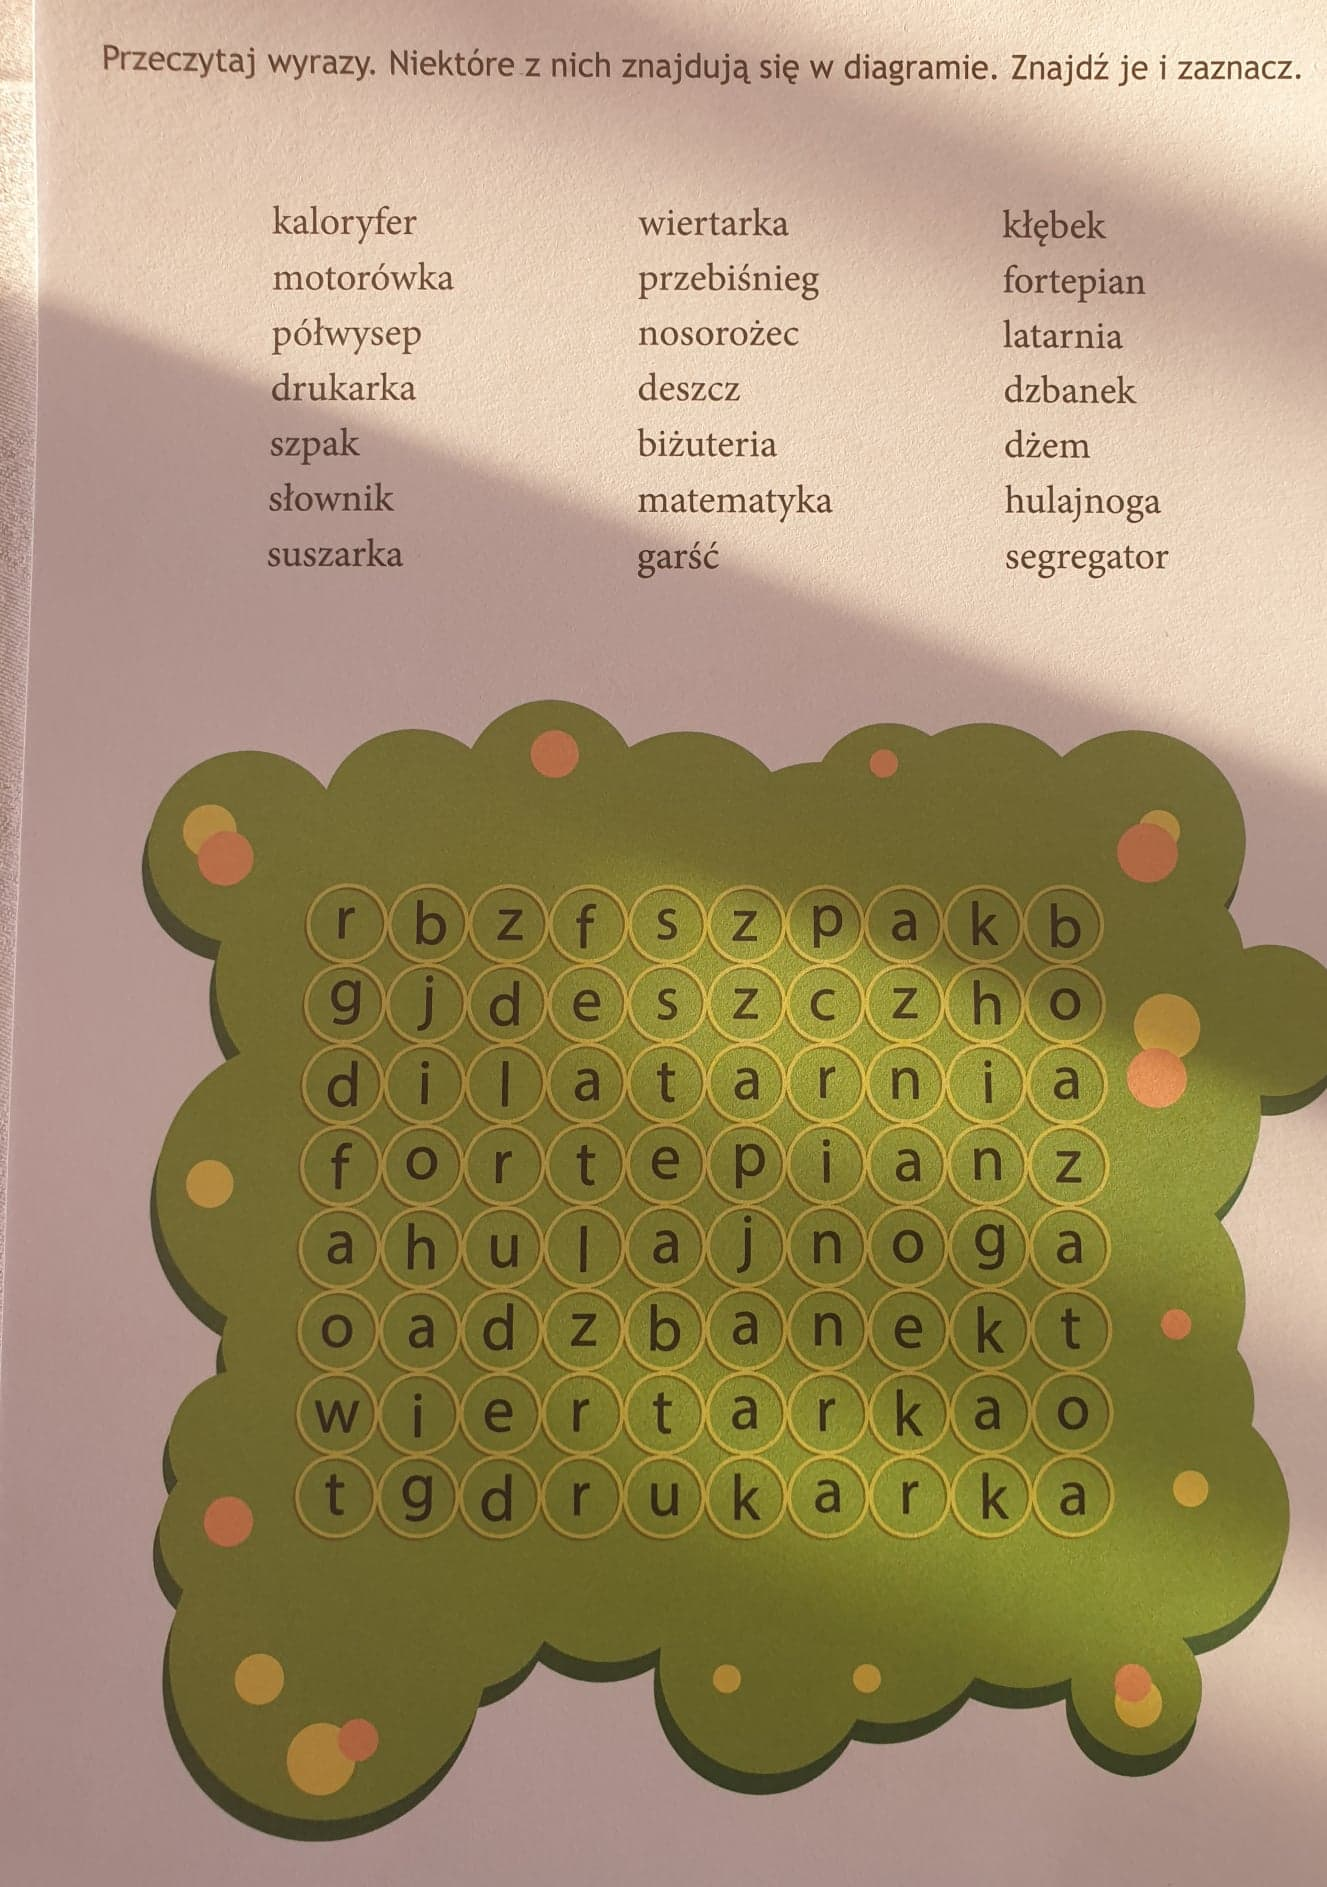 Przeczytaj wyrazy. Niektóre z nich znajdują się w diagramie. Znajdź je i zaznacz.
kaloryfer
motorówka
półwysep
drukarka
szpak
słownik
suszarka
wiertarka
przebiśnieg
nosorożec
deszcz
biżuteria
matematyka
garść
kłębek
fortepian
latarnia
dzbanek
dżem
hulajnoga
segregator
r b z f s z p a k b
g j d e s z c z h o
d i l a t a r n i a
f o r t e p i a n z
a h u l a j n o g a
o a d z b a n e k t
w i e r t a r k a o
t g d r u k a r k a